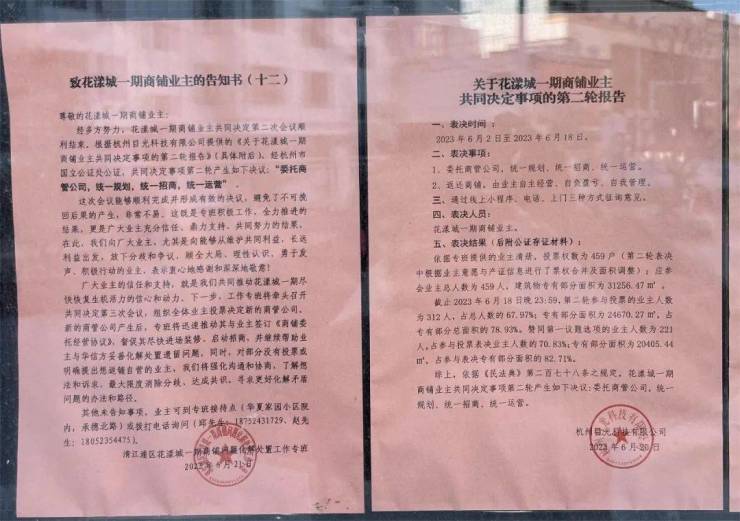 致花漾城一期商铺业主的告知书（十二）
尊敬的花漾城一期商铺业主：
经多方努力，花漾城一期商铺业主共同决定第二次会议顺
利结束，根据杭州目光科技有限公司提供的《关于花漾城一期商
铺业主共同决定事项的第二轮报告》（具体附后），经杭州市
国立公证处公证，共同决定事项第二轮产生如下决议：“委托商
管公司，统一规划，统一招商，统一运营”。
这次会议能够顺利完成并形成有效的决议，避免了不可挽
回后果的产生，非常不易。这既是专班积极工作，全力推进的
结果，更是广大业主充分信任、鼎力支持、共同努力的结果，
在此，我们向广大业主，尤其是向能够从维护共同利益、长远
利益出发，放下分歧和争议，顾全大局、理性认识，勇于发
声、积极行动的业主，表示衷心地感谢和深深地敬意！
广大业主的信任和支持，就是我们共同推动花漾城一期尽
快恢复生机活力的信心和动力。下一步，工作专班将牵头召开
共同决定第三次会议，组织全体业主投票决定新的商管公司，
新的商管公司产生后，专班将迅速推动其与业主签订《商铺委
托经营协议》，督促其尽快进场装修、启动招商，并继续帮助业
主与华信方妥善化解处置遗留问题，同时，对部分没有投票或
明确提出想返铺自营的业主，我们将强化沟通和协商，了解想
法和诉求，最大限度消除分歧、达成共识，寻求更好化解矛盾
问题的办法和路径。
其他未告知事项，业主可到专班接待点（华夏家园小区院
内，承德北路）或拨打电话询问（邱先生：18752431729、赵先
生：18052354475）。
清江浦区花漾城一期商铺问题化解处置工作专班
2023年6月21日
关于花漾城一期商铺业主
共同决定事项的第二轮报告
一、表决时间：
2023年6月2日至2023年6月18日。
二、表决事项：
1、委托商管公司，统一规划、统一招商、统一运营。
2、返还商铺，由业主自主经营、自负盈亏、自我管理。
三、通过线上小程序、电话、上门三种方式征询意见。
四、表决人员：
花漾城一期商铺业主。
五、表决结果（后附公证存证材料）：
依据专班提供的业主清册，投票权数为459户（第二轮表决
中根据业主意愿与产证信息进行了票权合并及面积调整）；应参
会业主总人数为459人，建筑物专有部分面积为31256.47㎡。
截止2023年6月18日晚23:59，第二轮参与投票的业主人数
为312人，占总人数的67.97%；专有部分面积为24670.27㎡，占
专有部分总面积的78.93%。赞同第一议题选项的业主人数为221
人，占参与投票表决业主人数的70.83%；专有部分面积为20405.44
㎡，占参与表决专有部分面积的82.71%。
综上，依据《民法典》第二百七十八条之规定，花漾城一期
商铺业主共同决定事项第二轮产生如下决议：委托商管公司，统一
规划、统一招商、统一运营。
杭州目光科技有限公司
2023年6月20日